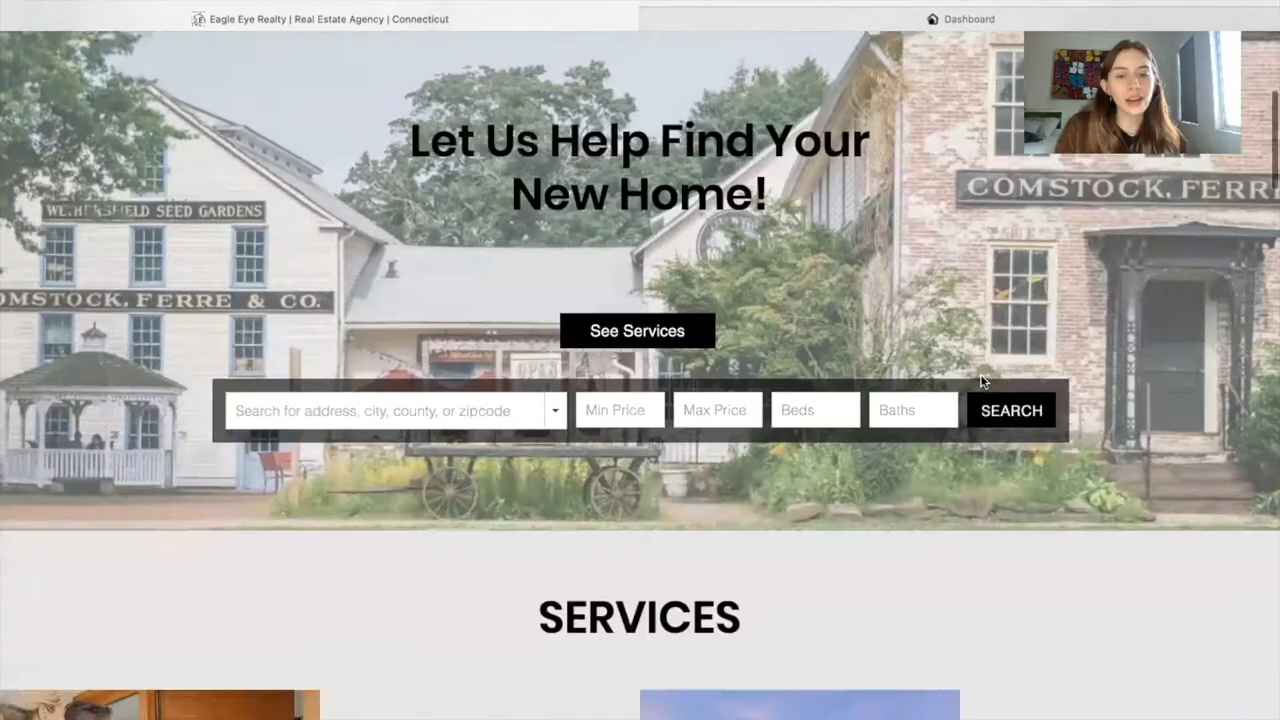 Eagle Eye Realty | Real Estate Agency | Connecticut
Dashboard
Let Us Help Find Your
New Home!
COMSTOCK, FERR
SEED GARDENS
OMSTOCK, FERRE & CO.
See Services
Search for address, city, county, or zipcode
Min Price
Max Price
Beds
Baths
SEARCH
SERVICES